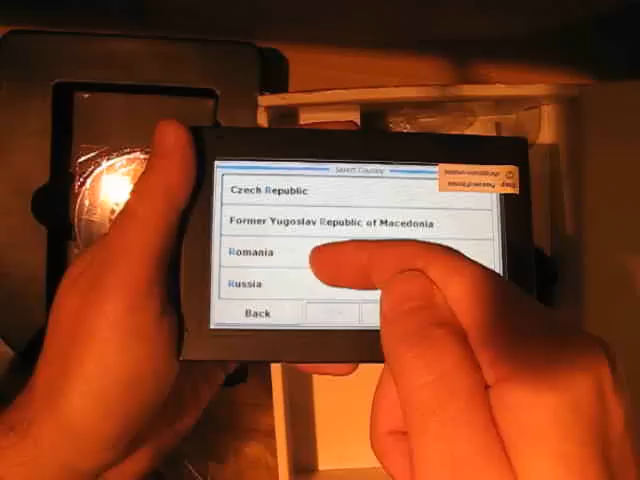 Select Country
Czech Republic
Former Yugoslav Republic of Macedonia
Romania
Russia
Back